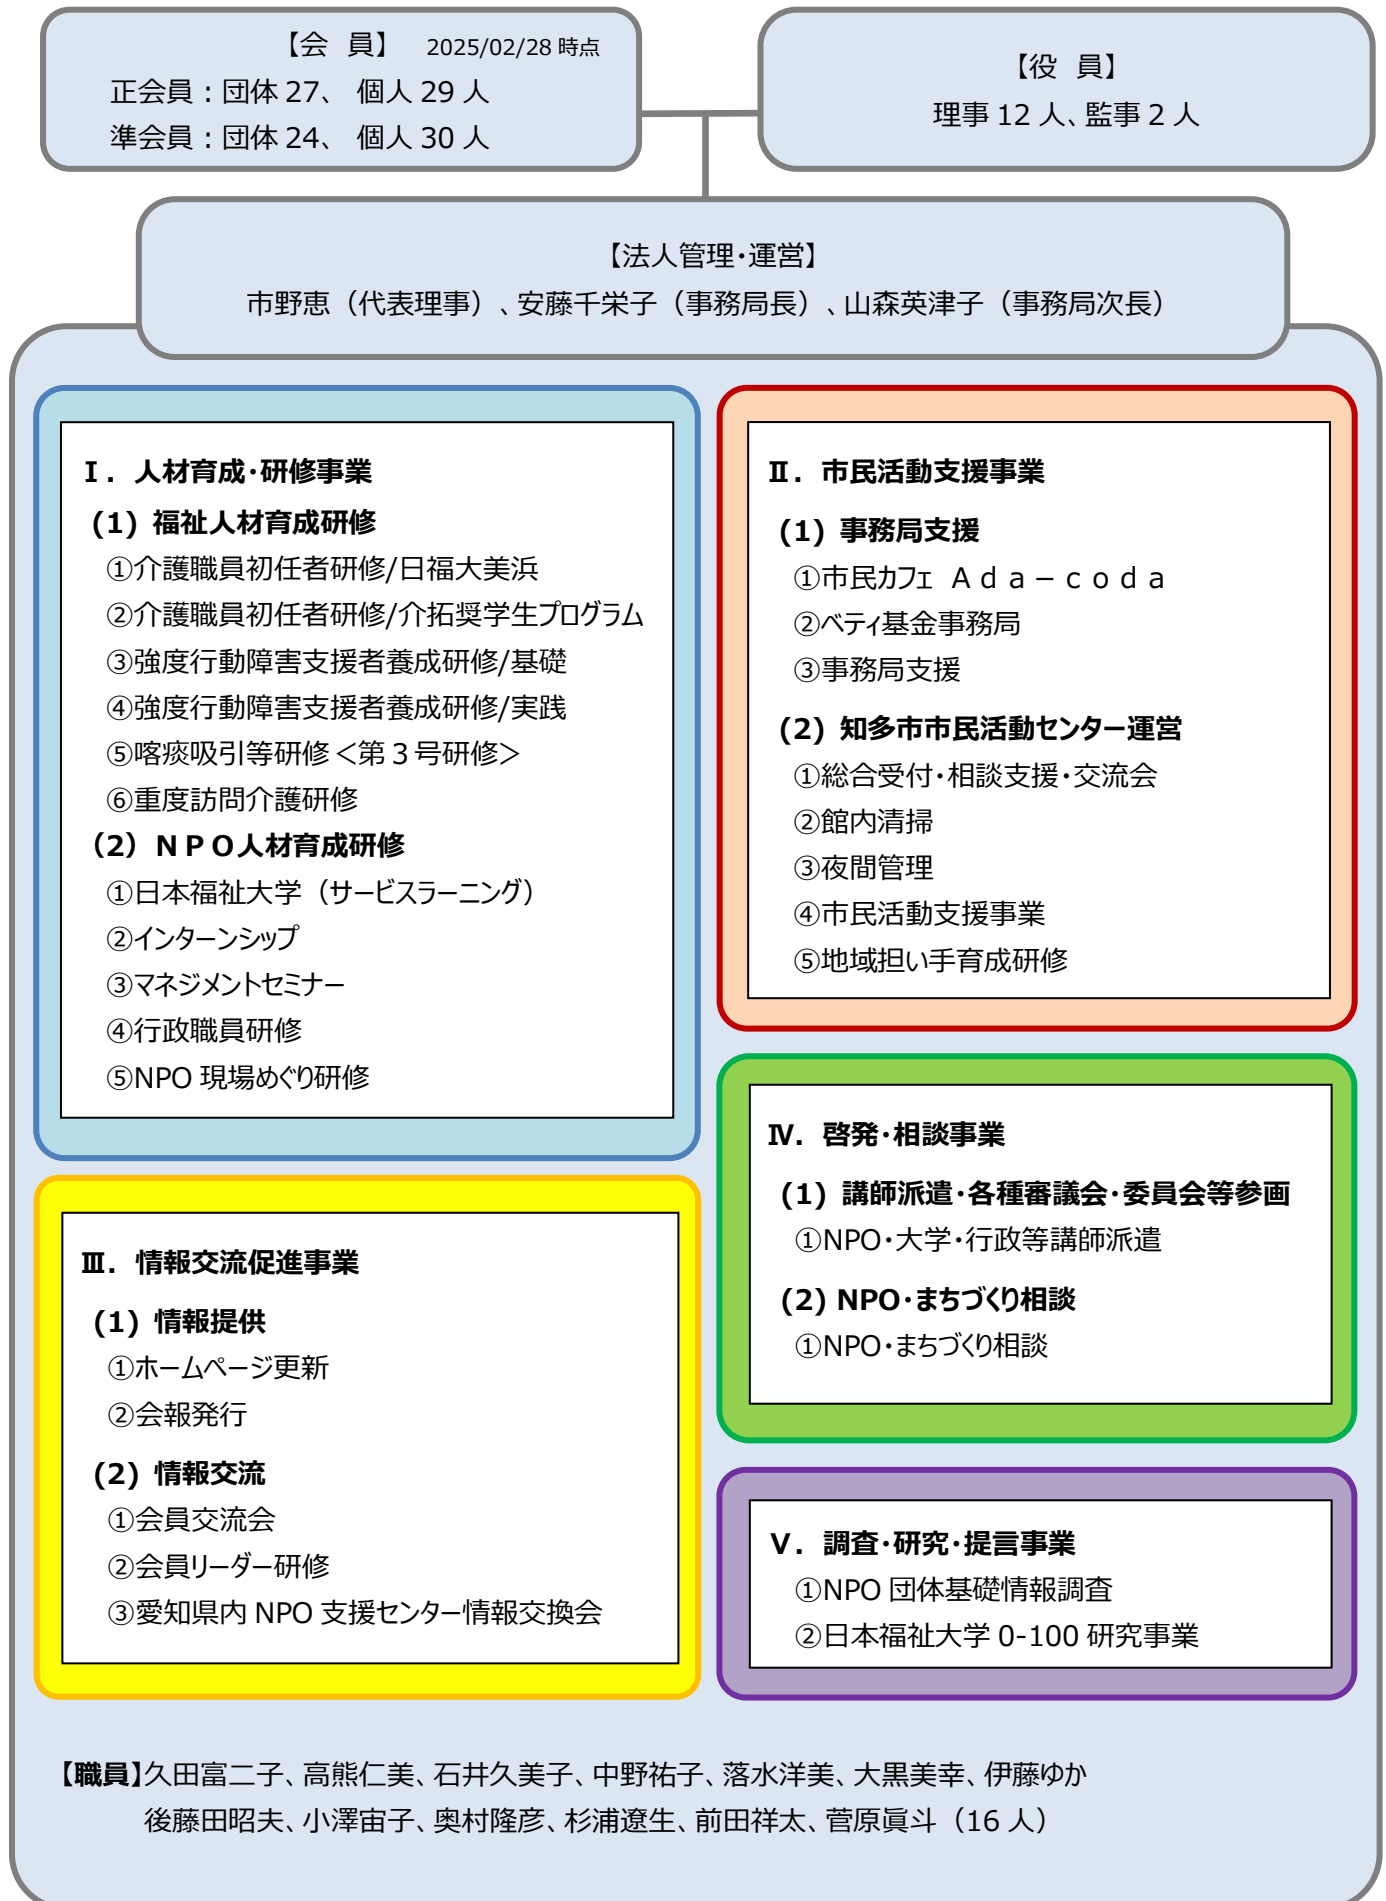 【会 員】 2025/02/28 時点
正会員：団体 27、 個人 29 人
準会員：団体 24、 個人 30 人
【役 員】
理事 12 人、監事 2 人
【法人管理・運営】
市野恵（代表理事）、安藤千栄子（事務局長）、山森英津子（事務局次長）
Ⅰ．人材育成・研修事業
(1) 福祉人材育成研修
①介護職員初任者研修/日福大美浜
②介護職員初任者研修/介拓奨学生プログラム
③強度行動障害支援者養成研修/基礎
④強度行動障害支援者養成研修/実践
⑤喀痰吸引等研修＜第３号研修＞
⑥重度訪問介護研修
（2）ＮＰＯ人材育成研修
①日本福祉大学（サービスラーニング）
②インターンシップ
③マネジメントセミナー
④行政職員研修
⑤NPO 現場めぐり研修
Ⅱ．市民活動支援事業
(1) 事務局支援
①市民カフェ Ａｄａ－ｃｏｄａ
②ベティ基金事務局
③事務局支援
(2) 知多市市民活動センター運営
①総合受付・相談支援・交流会
②館内清掃
③夜間管理
④市民活動支援事業
⑤地域担い手育成研修
Ⅲ．情報交流促進事業
(1) 情報提供
①ホームページ更新
②会報発行
(2) 情報交流
①会員交流会
②会員リーダー研修
③愛知県内 NPO 支援センター情報交換会
Ⅳ．啓発・相談事業
(1) 講師派遣・各種審議会・委員会等参画
①NPO・大学・行政等講師派遣
(2) NPO・まちづくり相談
①NPO・まちづくり相談
Ⅴ．調査・研究・提言事業
①NPO 団体基礎情報調査
②日本福祉大学 0-100 研究事業
【職員】久田富二子、高熊仁美、石井久美子、中野祐子、落水洋美、大黒美幸、伊藤ゆか
後藤田昭夫、小澤宙子、奥村隆彦、杉浦遼生、前田祥太、菅原眞斗（16 人）